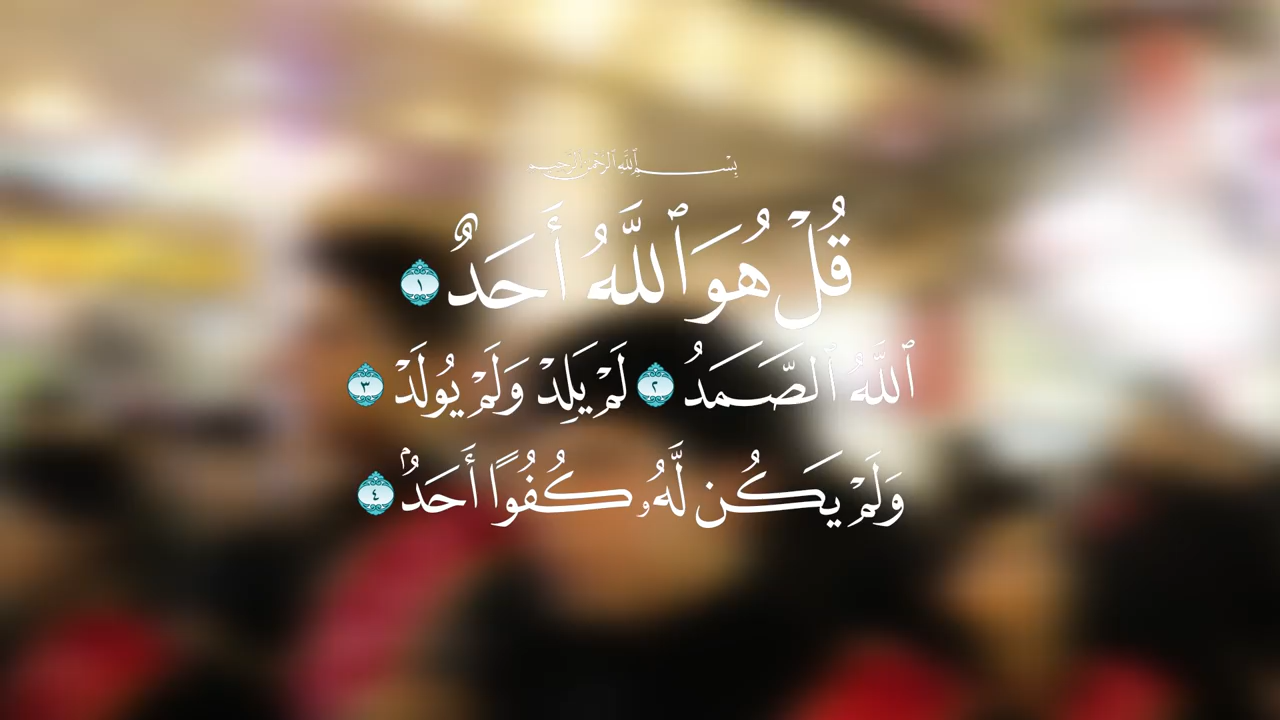 بِسْمِ ٱللَّهِ ٱلرَّحْمَٰنِ ٱلرَّحِيمِ
قُلْ هُوَ ٱللَّهُ أَحَدٌ ١
ٱللَّهُ ٱلصَّمَدُ ٢ لَمْ يَلِدْ وَلَمْ يُولَدْ ٣
وَلَمْ يَكُن لَّهُۥ كُفُوًا أَحَدٌۢ ٤